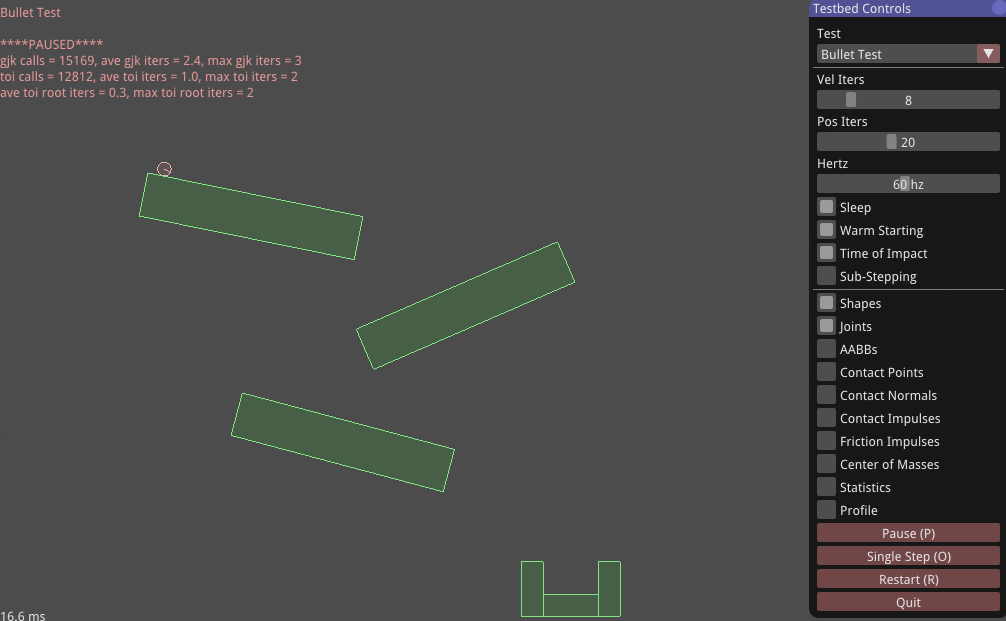 Bullet Test
****PAUSED****
gjk calls = 15169, ave gjk iters = 2.4, max gjk iters = 3
toi calls = 12812, ave toi iters = 1.0, max toi iters = 2
ave toi root iters = 0.3, max toi root iters = 2
16.6 ms
Testbed Controls
Test
Bullet Test
Vel Iters
8
Pos Iters
20
Hertz
60 hz
Sleep
Warm Starting
Time of Impact
Sub-Stepping
Shapes
Joints
AABBs
Contact Points
Contact Normals
Contact Impulses
Friction Impulses
Center of Masses
Statistics
Profile
Pause (P)
Single Step (O)
Restart (R)
Quit